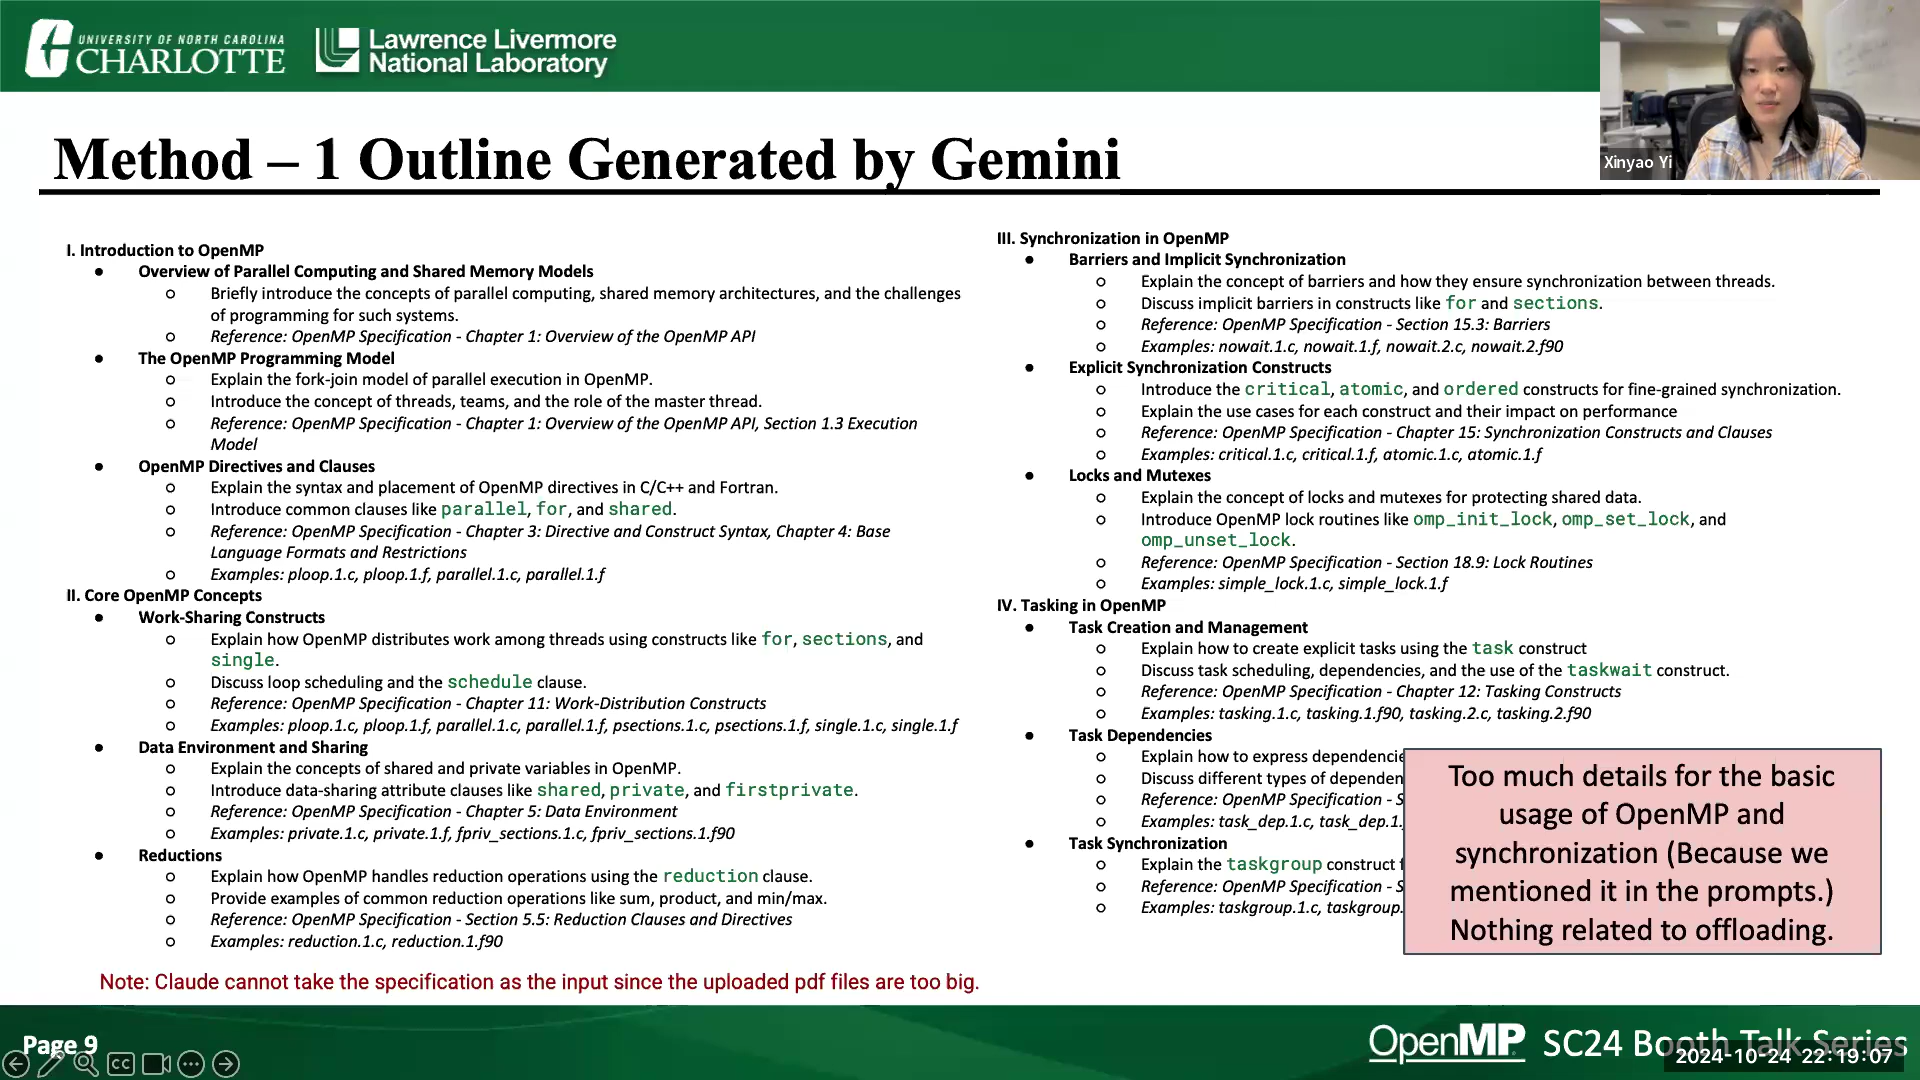 UNIVERSITY OF NORTH CAROLINA
CHARLOTTE
Lawrence Livermore
National Laboratory
Xinyao Yi
Method – 1 Outline Generated by Gemini
I. Introduction to OpenMP
● Overview of Parallel Computing and Shared Memory Models
○ Briefly introduce the concepts of parallel computing, shared memory architectures, and the challenges
of programming for such systems.
○ Reference: OpenMP Specification - Chapter 1: Overview of the OpenMP API
● The OpenMP Programming Model
○ Explain the fork-join model of parallel execution in OpenMP.
○ Introduce the concept of threads, teams, and the role of the master thread.
○ Reference: OpenMP Specification - Chapter 1: Overview of the OpenMP API, Section 1.3 Execution
Model
● OpenMP Directives and Clauses
○ Explain the syntax and placement of OpenMP directives in C/C++ and Fortran.
○ Introduce common clauses like parallel, for, and shared.
○ Reference: OpenMP Specification - Chapter 3: Directive and Construct Syntax, Chapter 4: Base
Language Formats and Restrictions
○ Examples: ploop.1.c, ploop.1.f, parallel.1.c, parallel.1.f
II. Core OpenMP Concepts
● Work-Sharing Constructs
○ Explain how OpenMP distributes work among threads using constructs like for, sections, and
single.
○ Discuss loop scheduling and the schedule clause.
○ Reference: OpenMP Specification - Chapter 11: Work-Distribution Constructs
○ Examples: ploop.1.c, ploop.1.f, parallel.1.c, parallel.1.f, psections.1.c, psections.1.f, single.1.c, single.1.f
● Data Environment and Sharing
○ Explain the concepts of shared and private variables in OpenMP.
○ Introduce data-sharing attribute clauses like shared, private, and firstprivate.
○ Reference: OpenMP Specification - Chapter 5: Data Environment
○ Examples: private.1.c, private.1.f, fpriv_sections.1.c, fpriv_sections.1.f90
● Reductions
○ Explain how OpenMP handles reduction operations using the reduction clause.
○ Provide examples of common reduction operations like sum, product, and min/max.
○ Reference: OpenMP Specification - Section 5.5: Reduction Clauses and Directives
○ Examples: reduction.1.c, reduction.1.f90
III. Synchronization in OpenMP
● Barriers and Implicit Synchronization
○ Explain the concept of barriers and how they ensure synchronization between threads.
○ Discuss implicit barriers in constructs like for and sections.
○ Reference: OpenMP Specification - Section 15.3: Barriers
○ Examples: nowait.1.c, nowait.1.f, nowait.2.c, nowait.2.f90
● Explicit Synchronization Constructs
○ Introduce the critical, atomic, and ordered constructs for fine-grained synchronization.
○ Explain the use cases for each construct and their impact on performance
○ Reference: OpenMP Specification - Chapter 15: Synchronization Constructs and Clauses
○ Examples: critical.1.c, critical.1.f, atomic.1.c, atomic.1.f
● Locks and Mutexes
○ Explain the concept of locks and mutexes for protecting shared data.
○ Introduce OpenMP lock routines like omp_init_lock, omp_set_lock, and
omp_unset_lock.
○ Reference: OpenMP Specification - Section 18.9: Lock Routines
○ Examples: simple_lock.1.c, simple_lock.1.f
IV. Tasking in OpenMP
● Task Creation and Management
○ Explain how to create explicit tasks using the task construct
○ Discuss task scheduling, dependencies, and the use of the taskwait construct.
○ Reference: OpenMP Specification - Chapter 12: Tasking Constructs
○ Examples: tasking.1.c, tasking.1.f90, tasking.2.c, tasking.2.f90
● Task Dependencies
○ Explain how to express
○ Discuss different types of
○ Reference: OpenMP Specification -
○ Examples: task_dep.1.c,
● Task Synchronization
○ Explain the taskgroup construct
○ Reference: OpenMP Specification -
○ Examples: taskgroup.1.c,
Too much details for the basic
usage of OpenMP and
synchronization (Because we
mentioned it in the prompts.)
Nothing related to offloading.
Note: Claude cannot take the specification as the input since the uploaded pdf files are too big.
Page 9
CC
OpenMP SC24 Booth Talk Series
2024-10-24 22:19:07